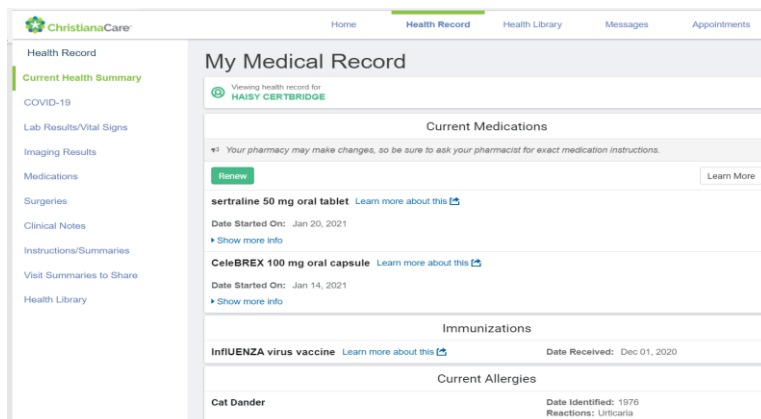 ChristianaCare
Home Health Record Health Library Messages Appointments
Health Record
Current Health Summary
COVID-19
Lab Results/Vital Signs
Imaging Results
Medications
Surgeries
Clinical Notes
Instructions/Summaries
Visit Summaries to Share
Health Library
My Medical Record
Viewing health record for
HAISY CERTBRIDGE
Current Medications
Your pharmacy may make changes, so be sure to ask your pharmacist for exact medication instructions.
Renew Learn More
sertraline 50 mg oral tablet Learn more about this
Date Started On: Jan 20, 2021
Show more info
CeleBREX 100 mg oral capsule Learn more about this
Date Started On: Jan 14, 2021
Show more info
Immunizations
InflUENZA virus vaccine Learn more about this Date Received: Dec 01, 2020
Current Allergies
Cat Dander Date Identified: 1976
Reactions: Urticaria